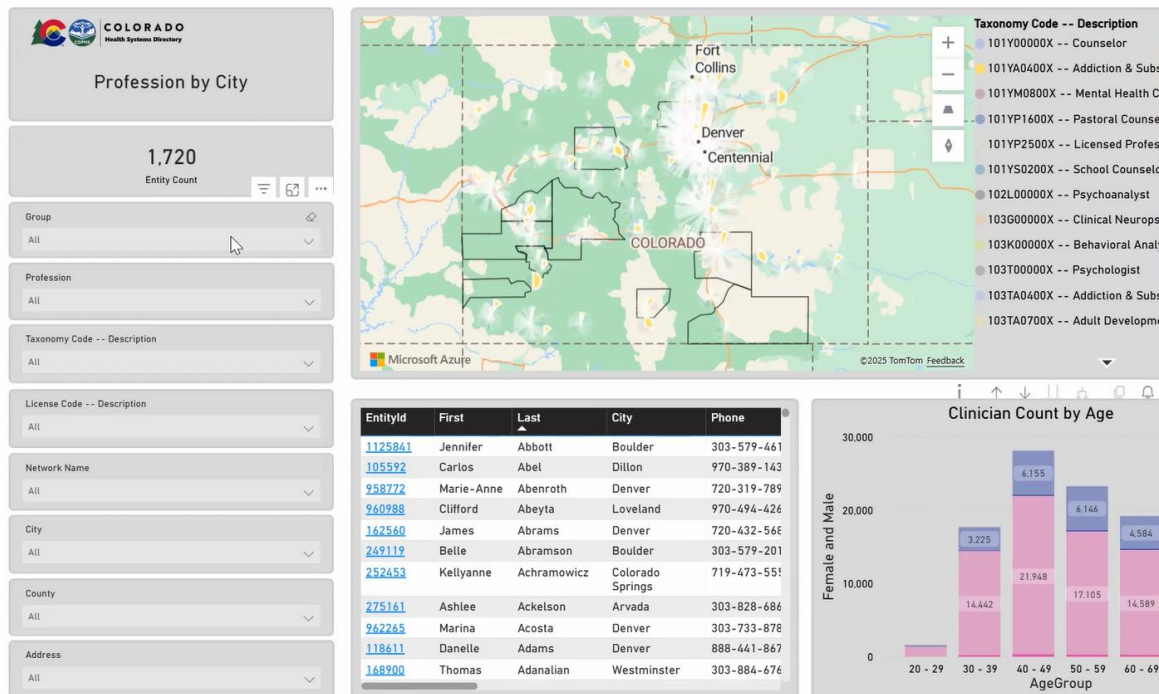 COLORADO
Health Systems Directory
CDPHE
Profession by City
1,720
Entity Count
Group
All
Profession
All
Taxonomy Code -- Description
All
License Code -- Description
All
Network Name
All
City
All
County
All
Address
All
Fort
Collins
Denver
Centennial
COLORADO
Microsoft Azure
©2025 TomTom Feedback
Taxonomy Code -- Description
101Y00000X -- Counselor
101YA0400X -- Addiction & Subs
101YM0800X -- Mental Health C
101YP1600X -- Pastoral Counse
101YP2500X -- Licensed Profes
101YS0200X -- School Counselo
102L00000X -- Psychoanalyst
103G00000X -- Clinical Neurops
103K00000X -- Behavioral Analy
103T00000X -- Psychologist
103TA0400X -- Addiction & Subs
103TA0700X -- Adult Developme
EntityId First Last City Phone
1125841 Jennifer Abbott Boulder 303-579-461
105592 Carlos Abel Dillon 970-389-143
958772 Marie-Anne Abenroth Denver 720-319-789
960988 Clifford Abeyta Loveland 970-494-426
162560 James Abrams Denver 720-432-568
249119 Belle Abramson Boulder 303-579-201
252453 Kellyanne Achramowicz Colorado 719-473-555
Springs
275161 Ashlee Ackelson Arvada 303-828-686
962265 Marina Acosta Denver 303-733-878
118611 Danelle Adams Denver 888-441-867
168900 Thomas Adanalian Westminster 303-884-676
Clinician Count by Age
Female and Male
30,000
20,000
10,000
0
6,155
6,146
3,225
4,584
21,948
17,105
14,442
14,589
20 - 29 30 - 39 40 - 49 50 - 59 60 - 69
AgeGroup